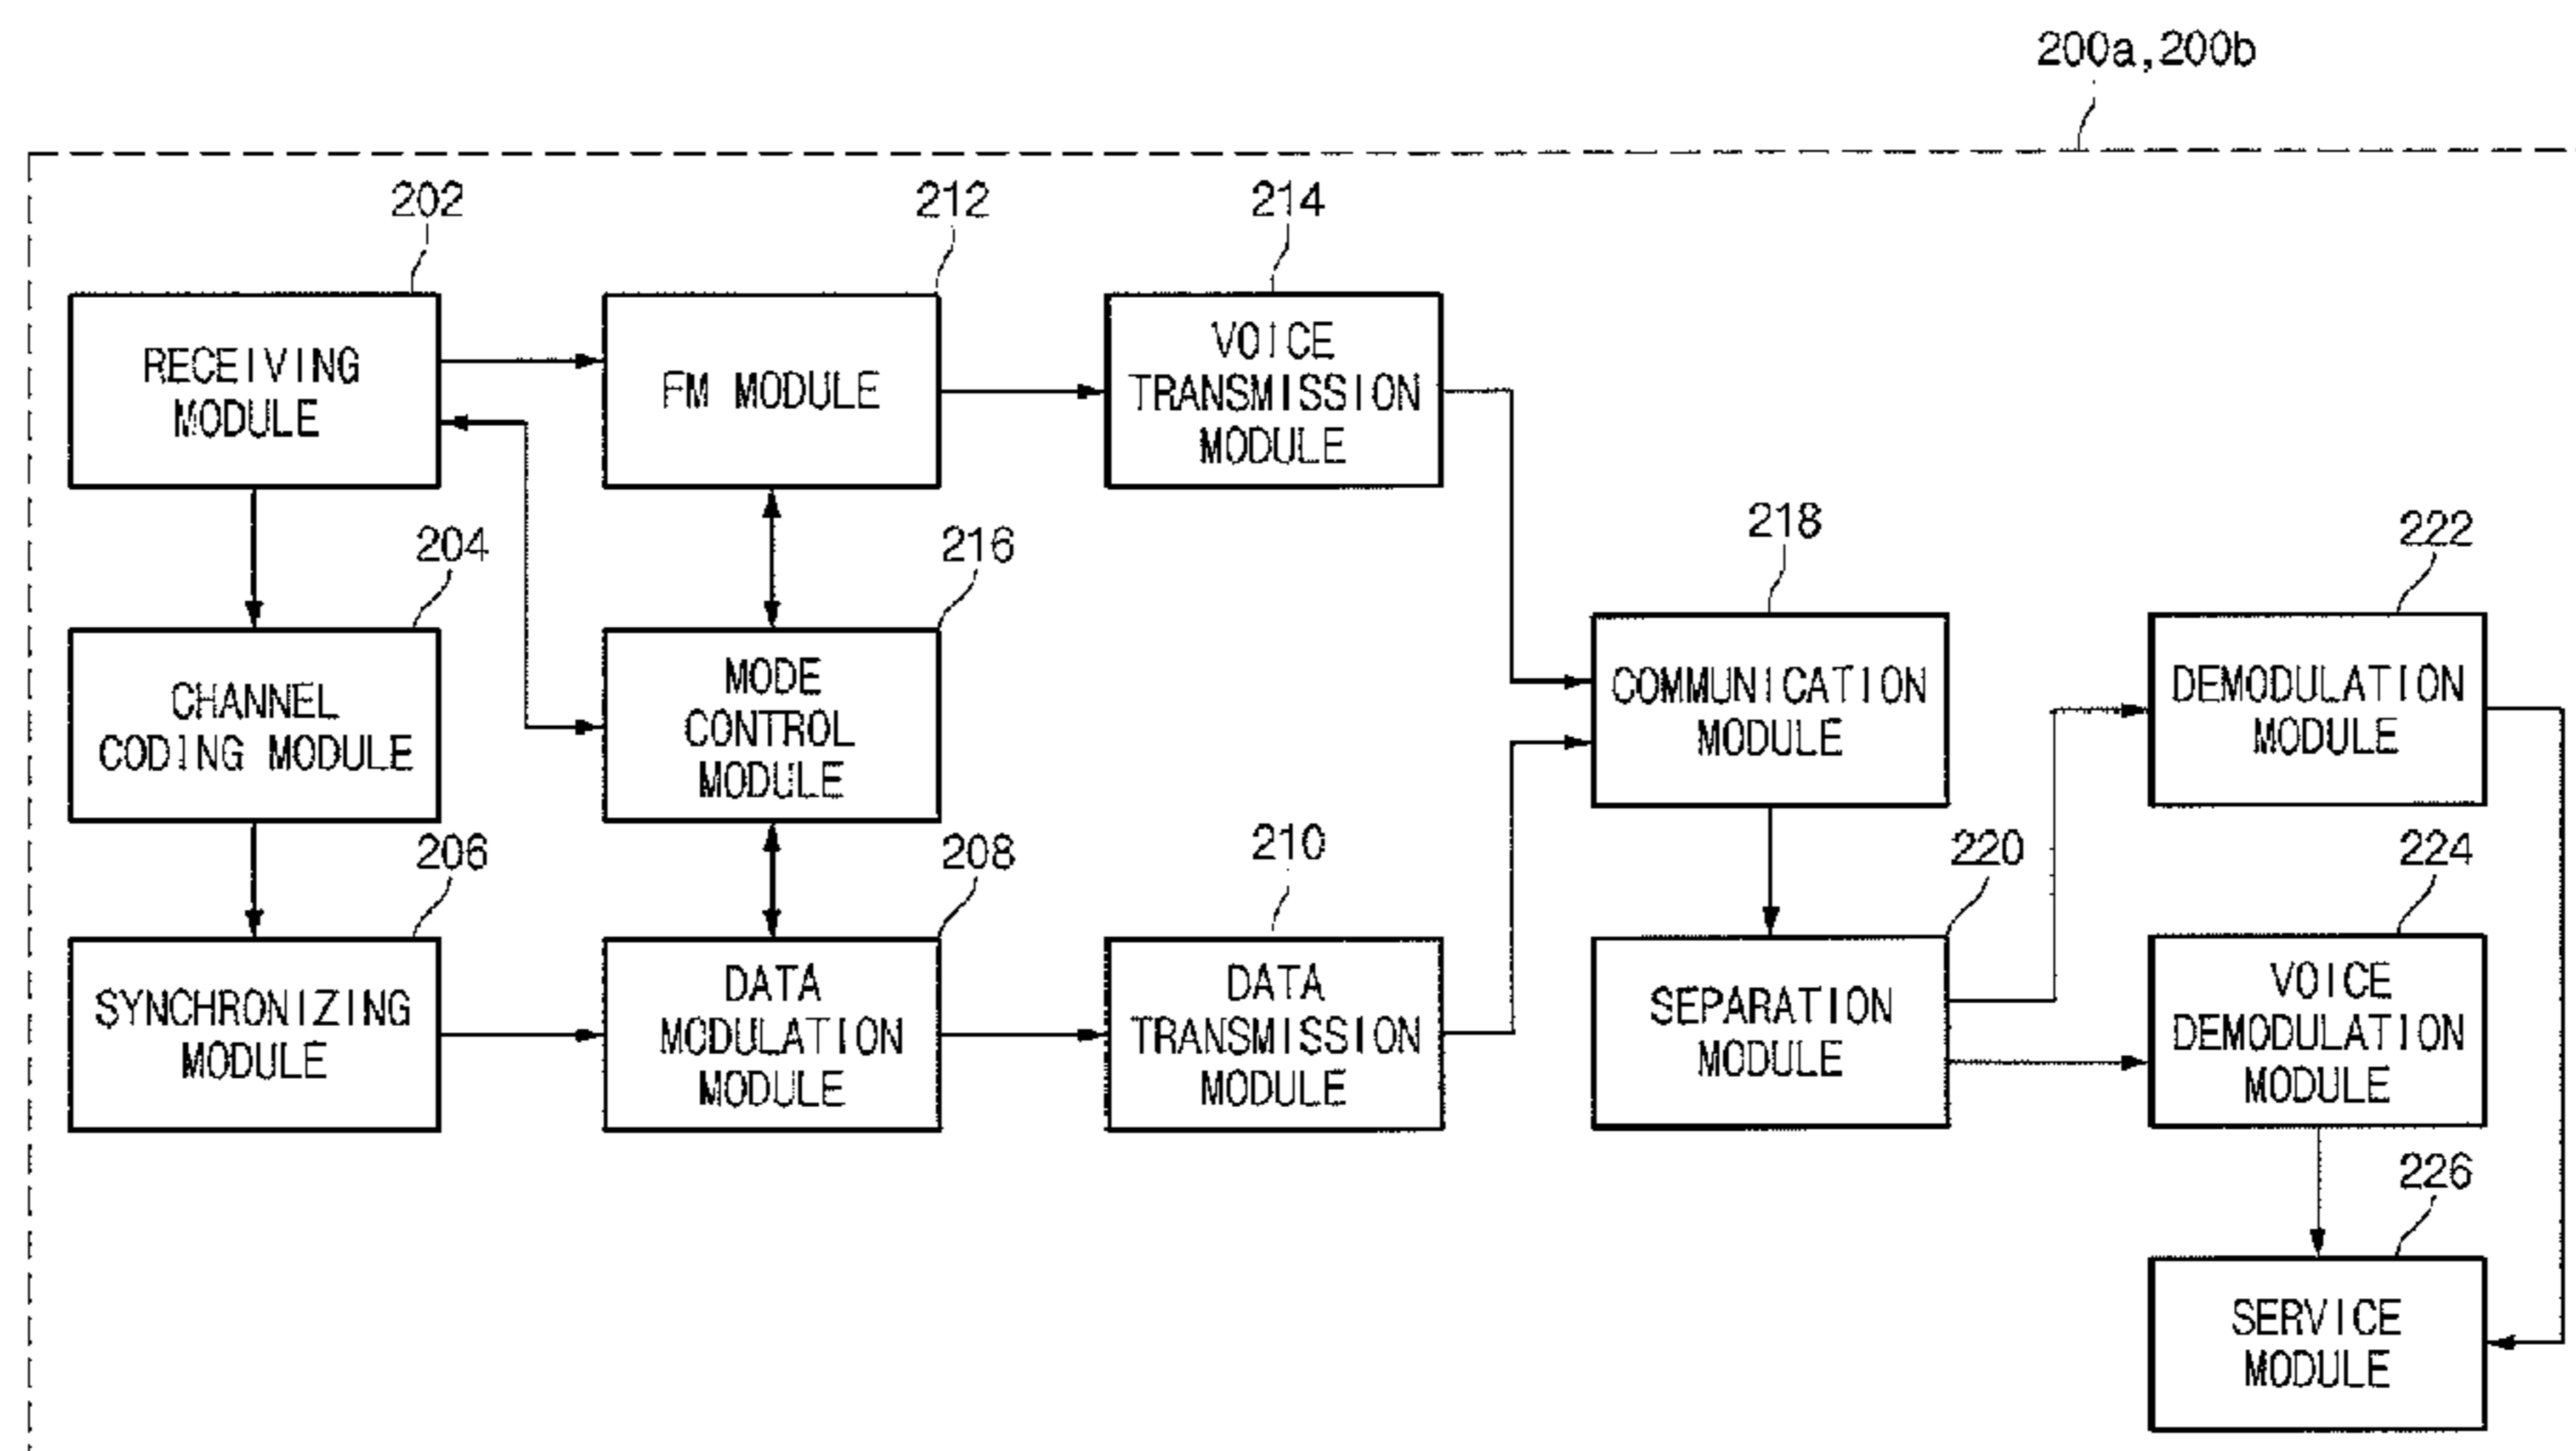 200a,200b
202
212
214
RECEIVING
MODULE
FM MODULE
VOICE
TRANSMISSION
MODULE
204
216
218
222
CHANNEL
CODING MODULE
MODE
CONTROL
MODULE
COMMUNICATION
MODULE
DEMODULATION
MODULE
206
208
210
220
224
SYNCHRONIZING
MODULE
DATA
MODULATION
MODULE
DATA
TRANSMISSION
MODULE
SEPARATION
MODULE
VOICE
DEMODULATION
MODULE
226
SERVICE
MODULE